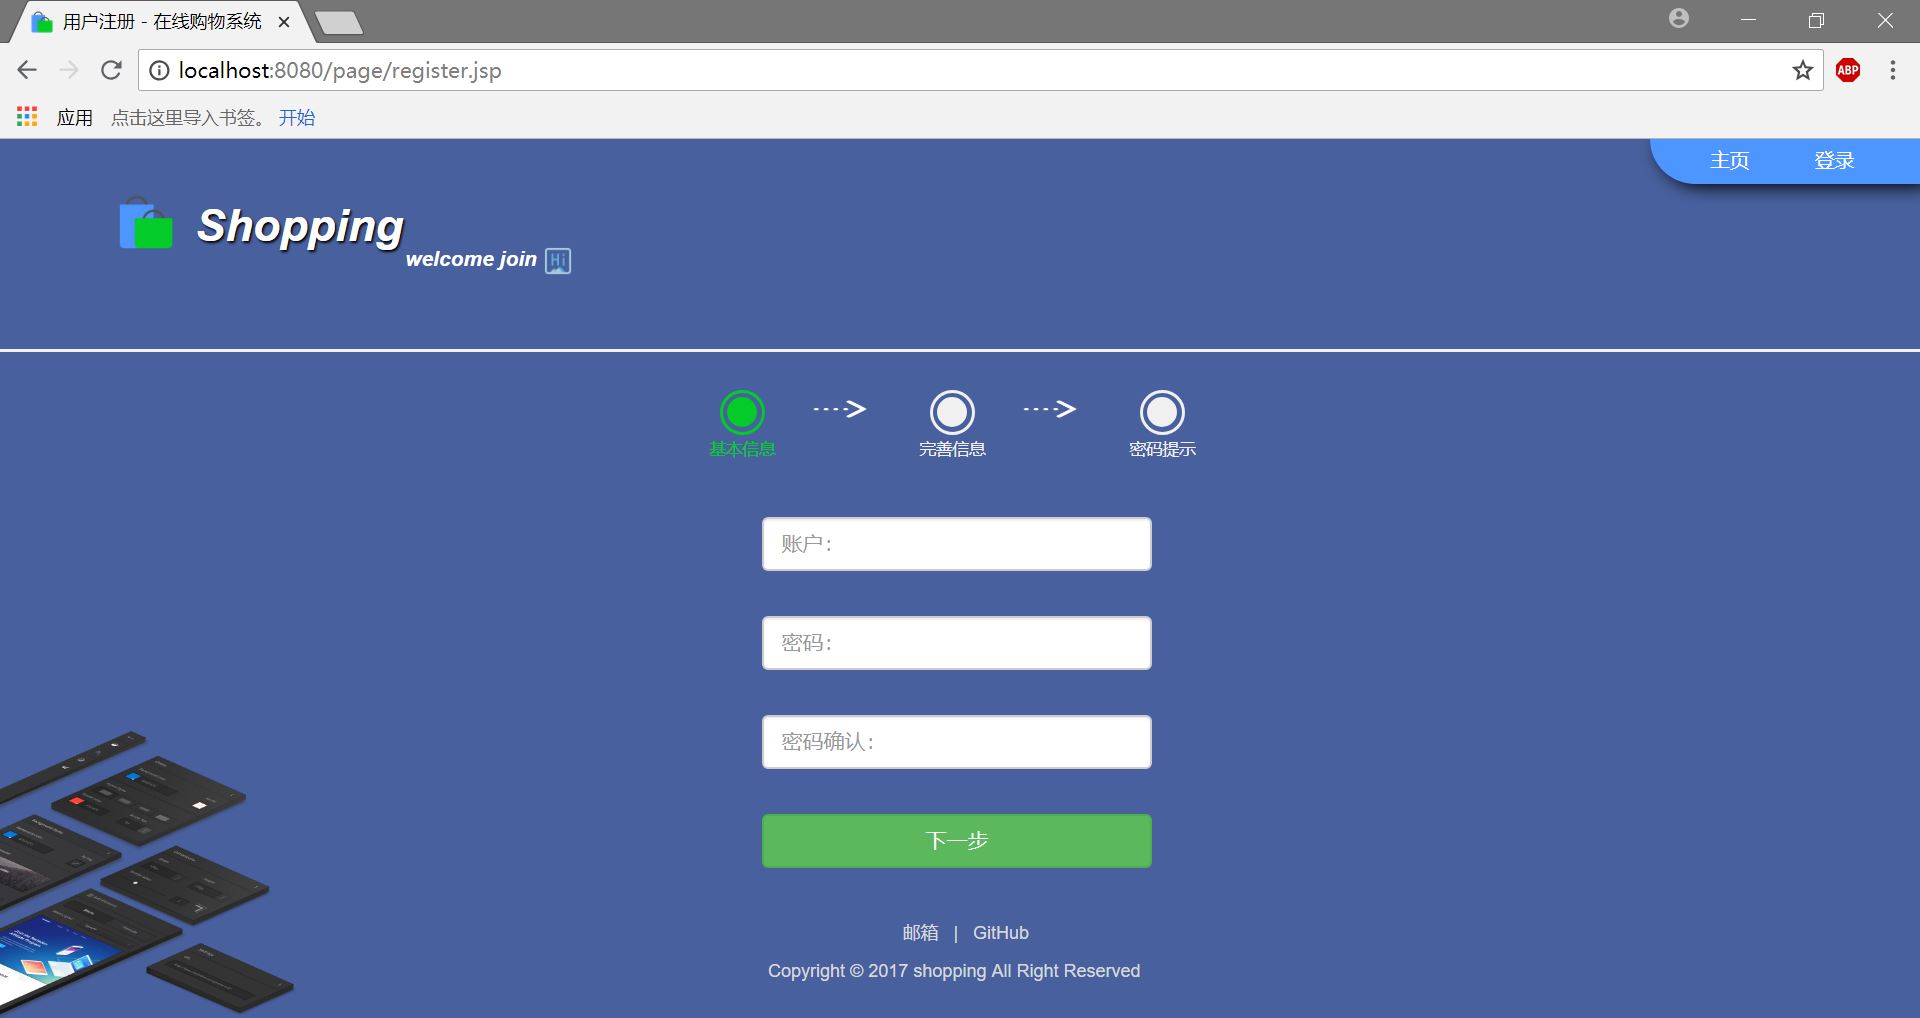 用户注册 - 在线购物系统
localhost:8080/page/register.jsp
ABP
应用 点击这里导入书签。 开始
主页 登录
Shopping
welcome join Hi
基本信息 完善信息 密码提示
账户:
密码:
密码确认:
下一步
邮箱 | GitHub
Copyright © 2017 shopping All Right Reserved